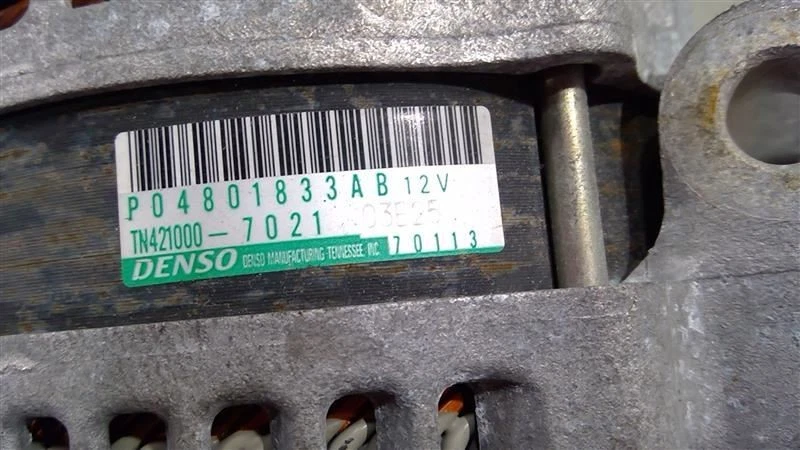 P04801833AB 12V
TN421000-7021 03E25
DENSO DENSO MANUFACTURING TENNESSEE, INC. 70113